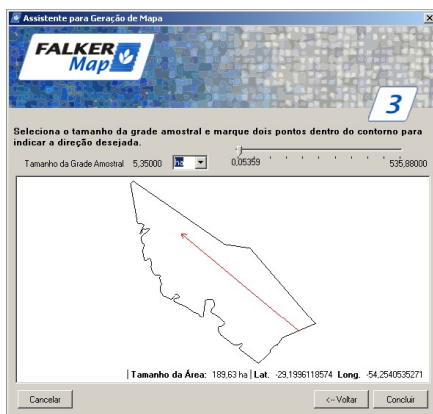 Assistente para Geração de Mapa
FALKER
Map
3
Seleciona o tamanho da grade amostral e marque dois pontos dentro do contorno para
indicar a direção desejada.
Tamanho da Grade Amostral 5,35000 ha
0,05359 535,88000
Tamanho da Área: 189,63 ha Lat. -29,1996118574 Long. -54,2540535271
Cancelar <-- Voltar Concluir